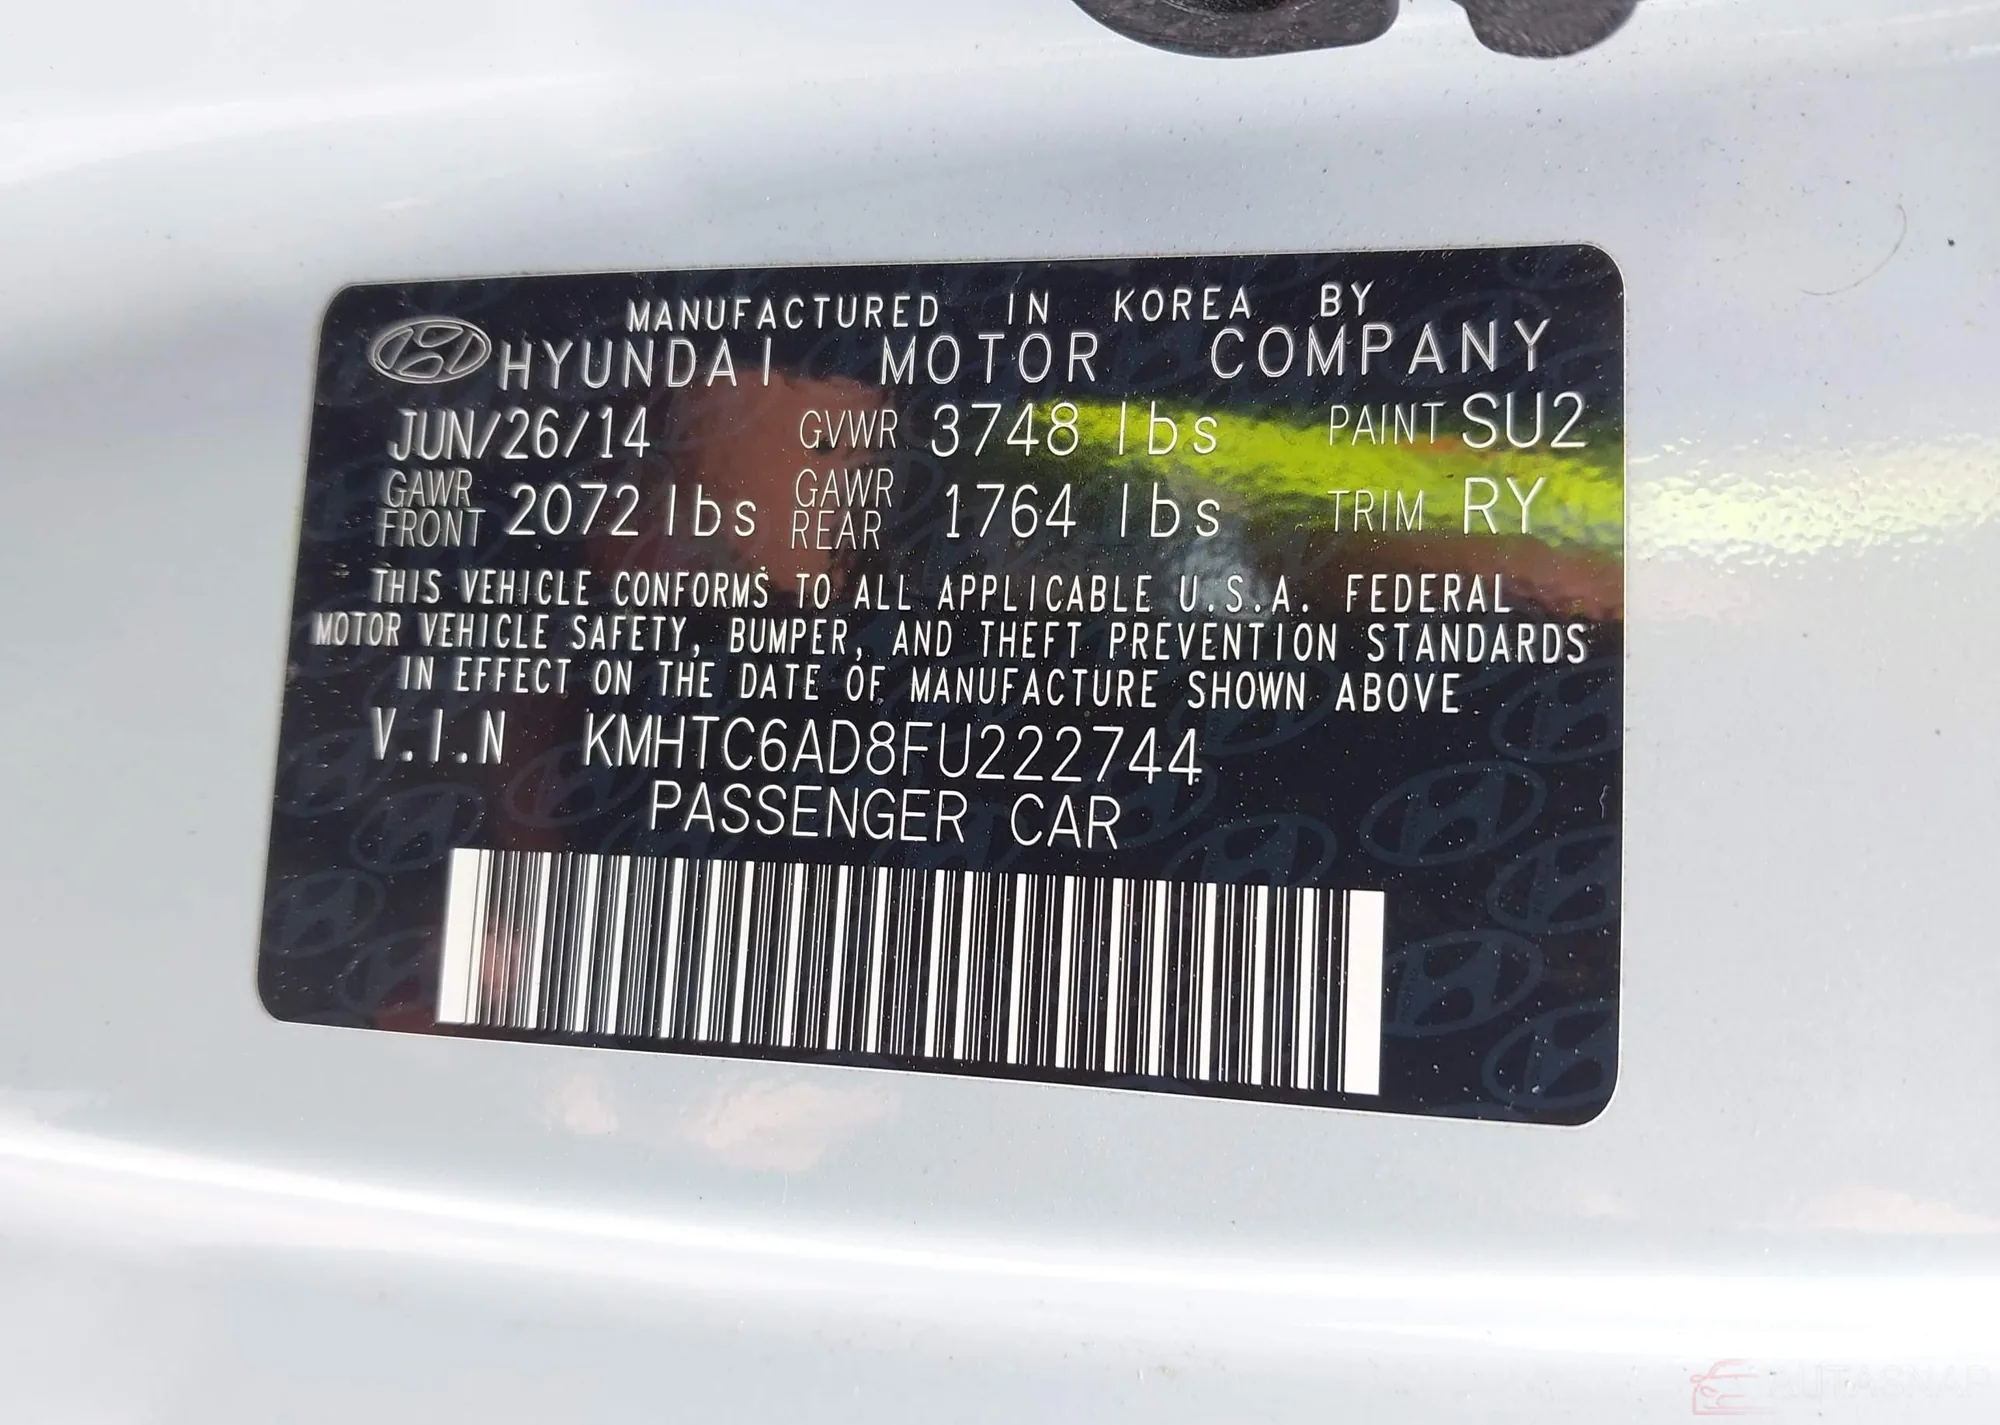 MANUFACTURED IN KOREA BY
HYUNDAI MOTOR COMPANY
JUN/26/14 GVWR 3748 lbs PAINT SU2
GAWR FRONT 2072 lbs GAWR REAR 1764 lbs TRIM RY
THIS VEHICLE CONFORMS TO ALL APPLICABLE U.S.A. FEDERAL
MOTOR VEHICLE SAFETY, BUMPER, AND THEFT PREVENTION STANDARDS
IN EFFECT ON THE DATE OF MANUFACTURE SHOWN ABOVE
V.I.N KMHTC6AD8FU222744
PASSENGER CAR
AUTASNAP